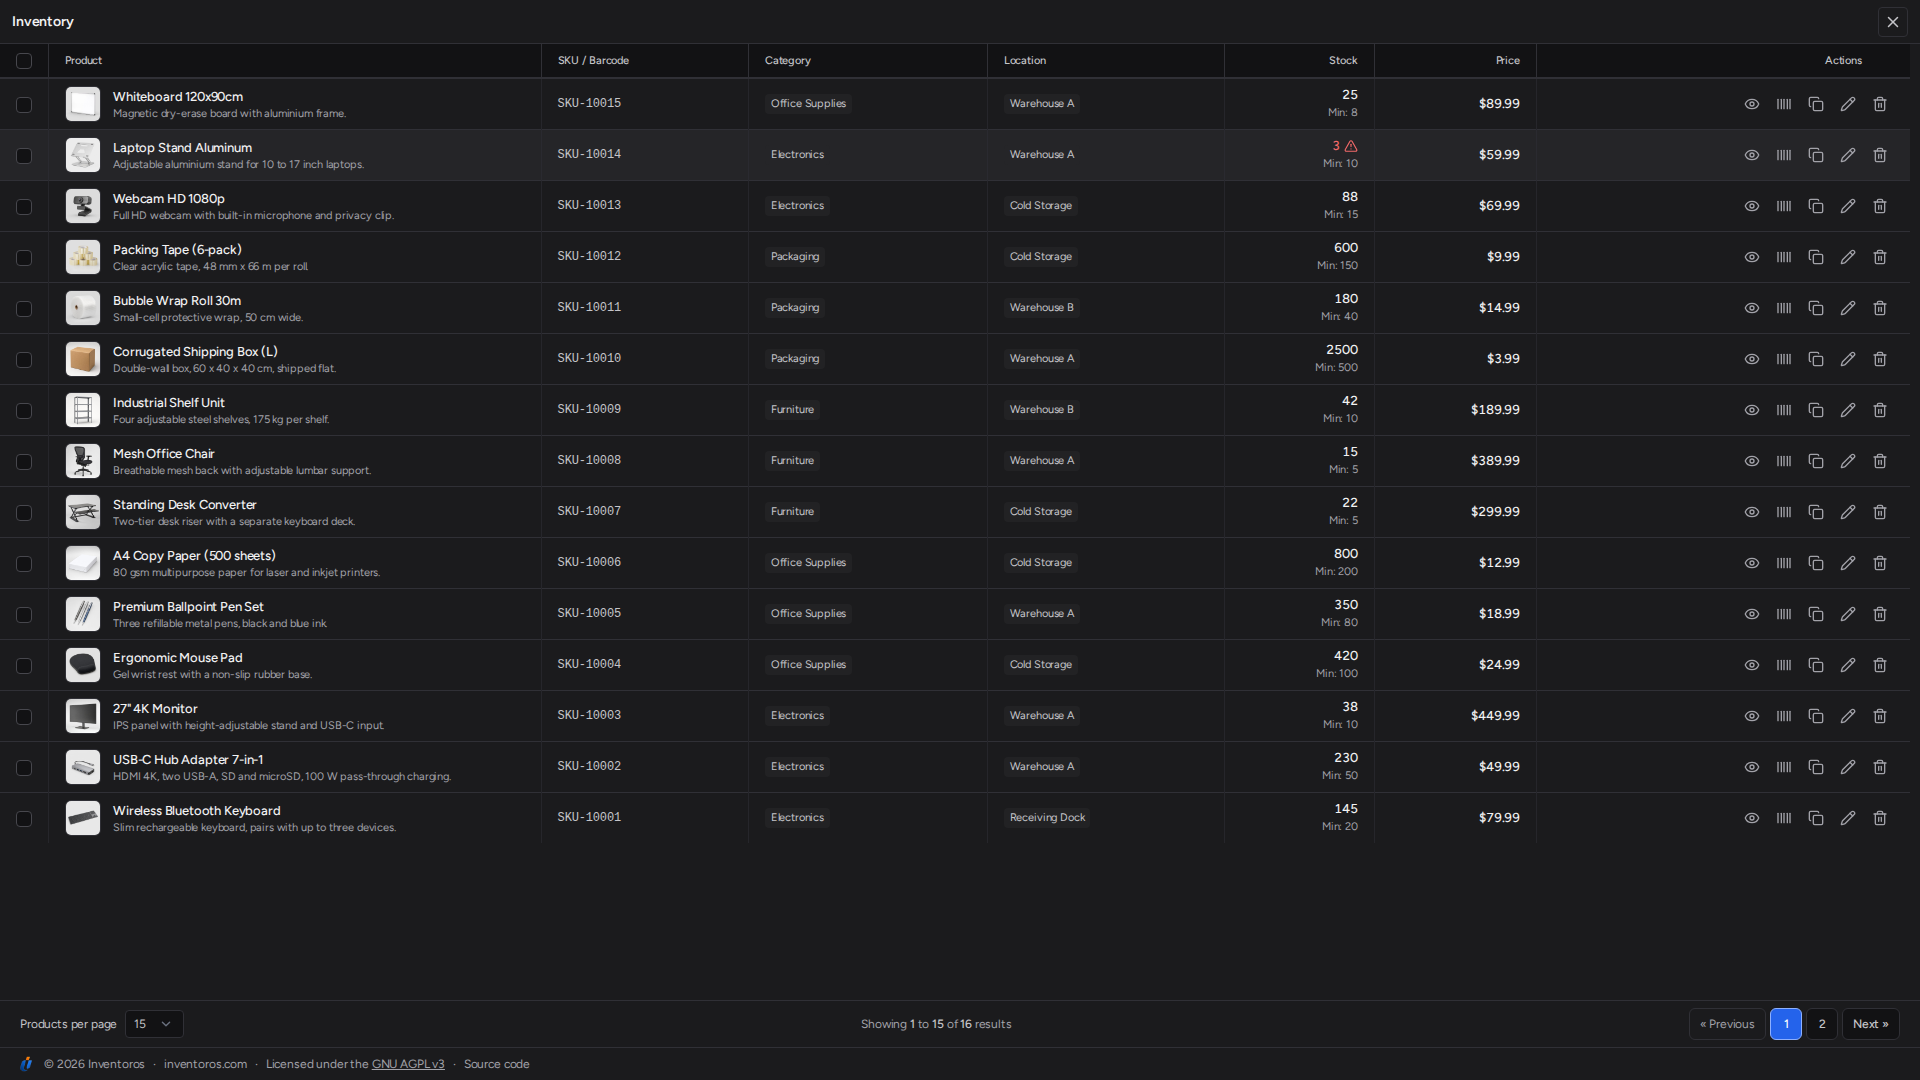 Inventory
Product SKU / Barcode Category Location Stock Price Actions
Whiteboard 120x90cm
Magnetic dry-erase board with aluminium frame.
SKU-10015 Office Supplies Warehouse A 25 Min: 8 $89.99
Laptop Stand Aluminum
Adjustable aluminium stand for 10 to 17 inch laptops.
SKU-10014 Electronics Warehouse A 3 Min: 10 $59.99
Webcam HD 1080p
Full HD webcam with built-in microphone and privacy clip.
SKU-10013 Electronics Cold Storage 88 Min: 15 $69.99
Packing Tape (6-pack)
Clear acrylic tape, 48 mm x 66 m per roll.
SKU-10012 Packaging Cold Storage 600 Min: 150 $9.99
Bubble Wrap Roll 30m
Small-cell protective wrap, 50 cm wide.
SKU-10011 Packaging Warehouse B 180 Min: 40 $14.99
Corrugated Shipping Box (L)
Double-wall box, 60 x 40 x 40 cm, shipped flat.
SKU-10010 Packaging Warehouse A 2500 Min: 500 $3.99
Industrial Shelf Unit
Four adjustable steel shelves, 175 kg per shelf.
SKU-10009 Furniture Warehouse B 42 Min: 10 $189.99
Mesh Office Chair
Breathable mesh back with adjustable lumbar support.
SKU-10008 Furniture Warehouse A 15 Min: 5 $389.99
Standing Desk Converter
Two-tier desk riser with a separate keyboard deck.
SKU-10007 Furniture Cold Storage 22 Min: 5 $299.99
A4 Copy Paper (500 sheets)
80 gsm multipurpose paper for laser and inkjet printers.
SKU-10006 Office Supplies Cold Storage 800 Min: 200 $12.99
Premium Ballpoint Pen Set
Three refillable metal pens, black and blue ink.
SKU-10005 Office Supplies Warehouse A 350 Min: 80 $18.99
Ergonomic Mouse Pad
Gel wrist rest with a non-slip rubber base.
SKU-10004 Office Supplies Cold Storage 420 Min: 100 $24.99
27" 4K Monitor
IPS panel with height-adjustable stand and USB-C input.
SKU-10003 Electronics Warehouse A 38 Min: 10 $449.99
USB-C Hub Adapter 7-in-1
HDMI 4K, two USB-A, SD and microSD, 100 W pass-through charging.
SKU-10002 Electronics Warehouse A 230 Min: 50 $49.99
Wireless Bluetooth Keyboard
Slim rechargeable keyboard, pairs with up to three devices.
SKU-10001 Electronics Receiving Dock 145 Min: 20 $79.99
Products per page 15 Showing 1 to 15 of 16 results « Previous 1 2 Next »
© 2026 Inventoros · inventoros.com · Licensed under the GNU AGPL v3 · Source code